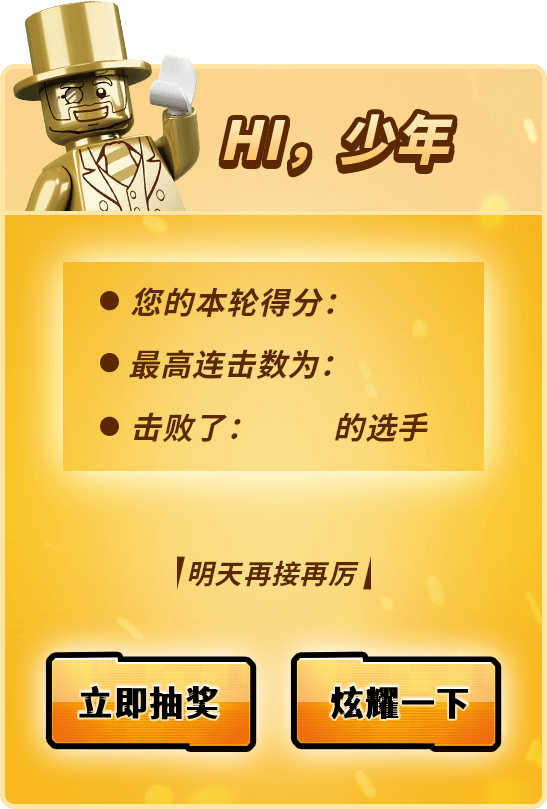 HI，少年
您的本轮得分：
最高连击数为：
击败了： 的选手
明天再接再厉
立即抽奖 炫耀一下